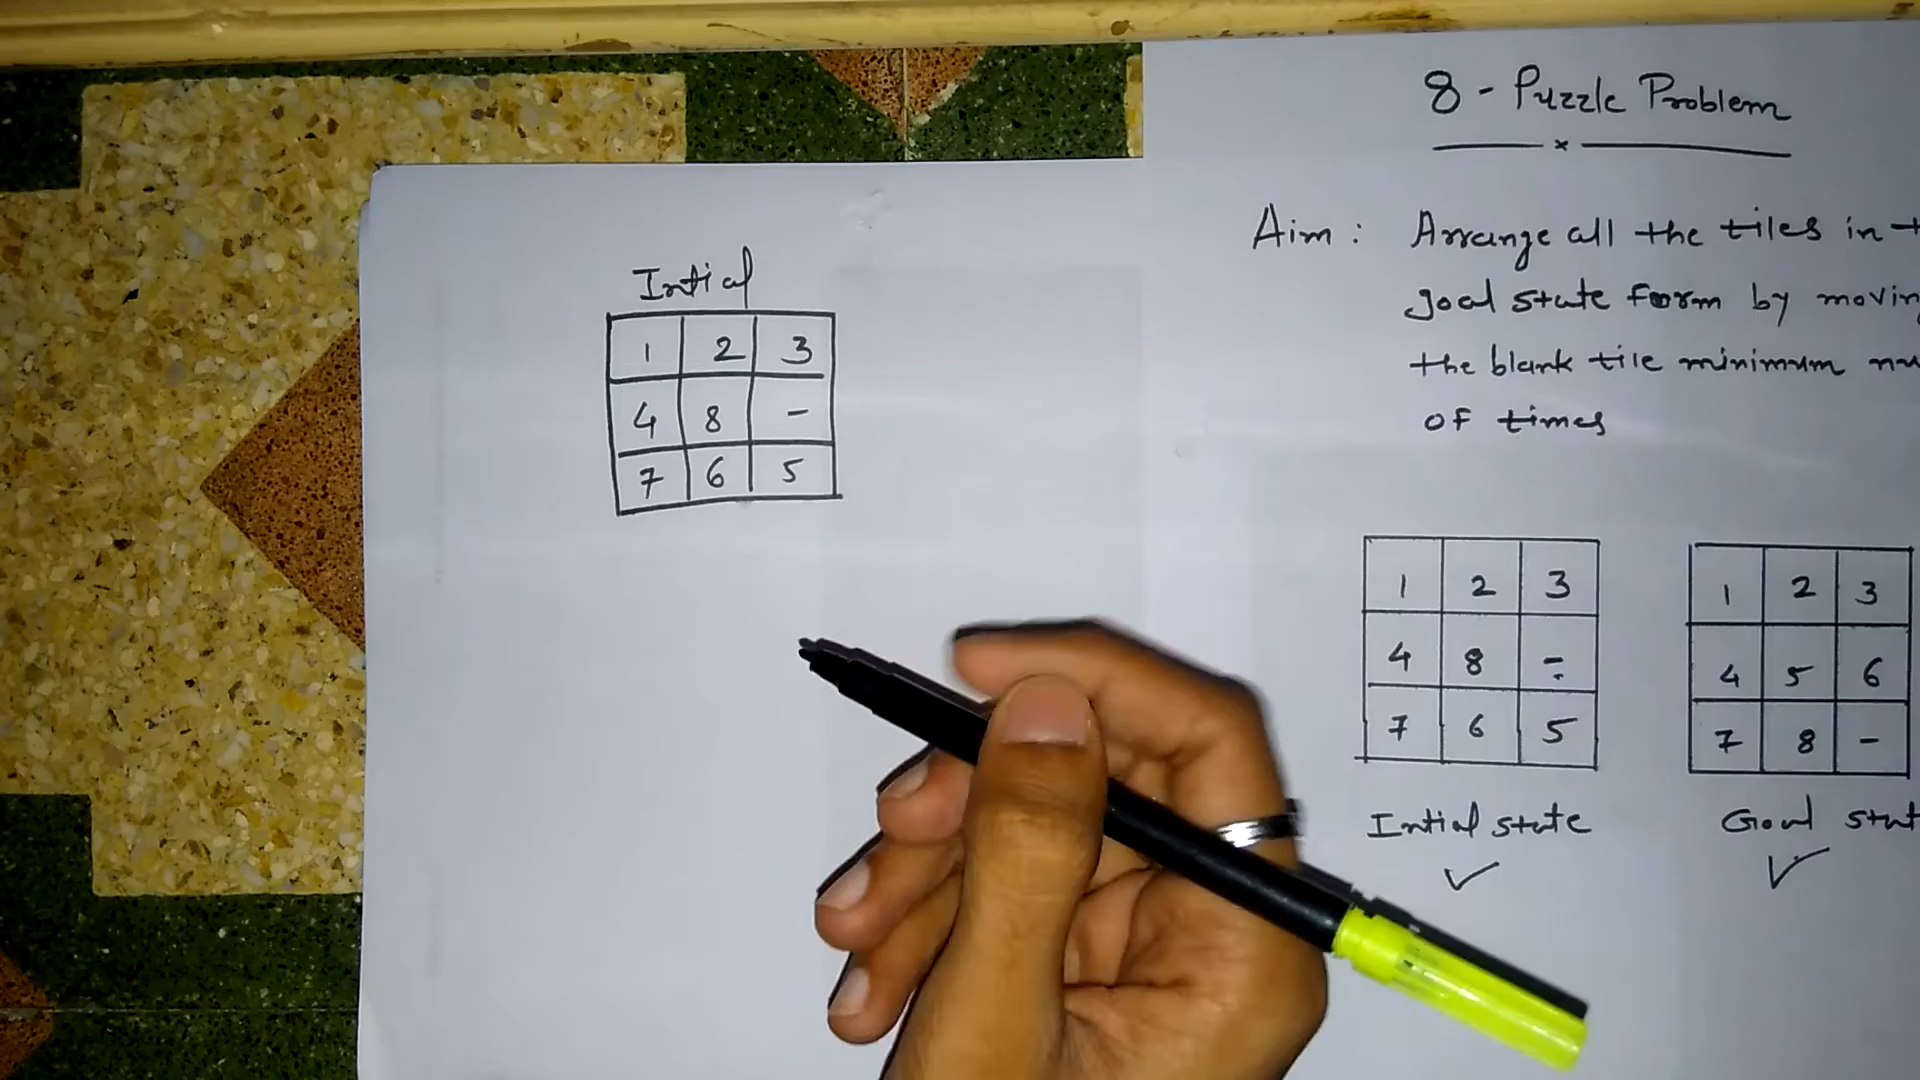 8 - Puzzle Problem
Aim : Arrange all the tiles in
goal state form by moving
the blank tile minimum
of times
Intial
1 2 3
4 8 -
7 6 5
1 2 3
4 8 -
7 6 5
Intial state
1 2 3
4 5 6
7 8 -
Goal stat